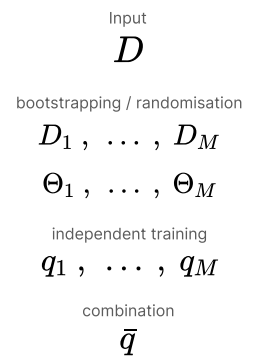 Input
D
bootstrapping / randomisation
D₁ , … , D_M
Θ₁ , … , Θ_M
independent training
q₁ , … , q_M
combination
q̄